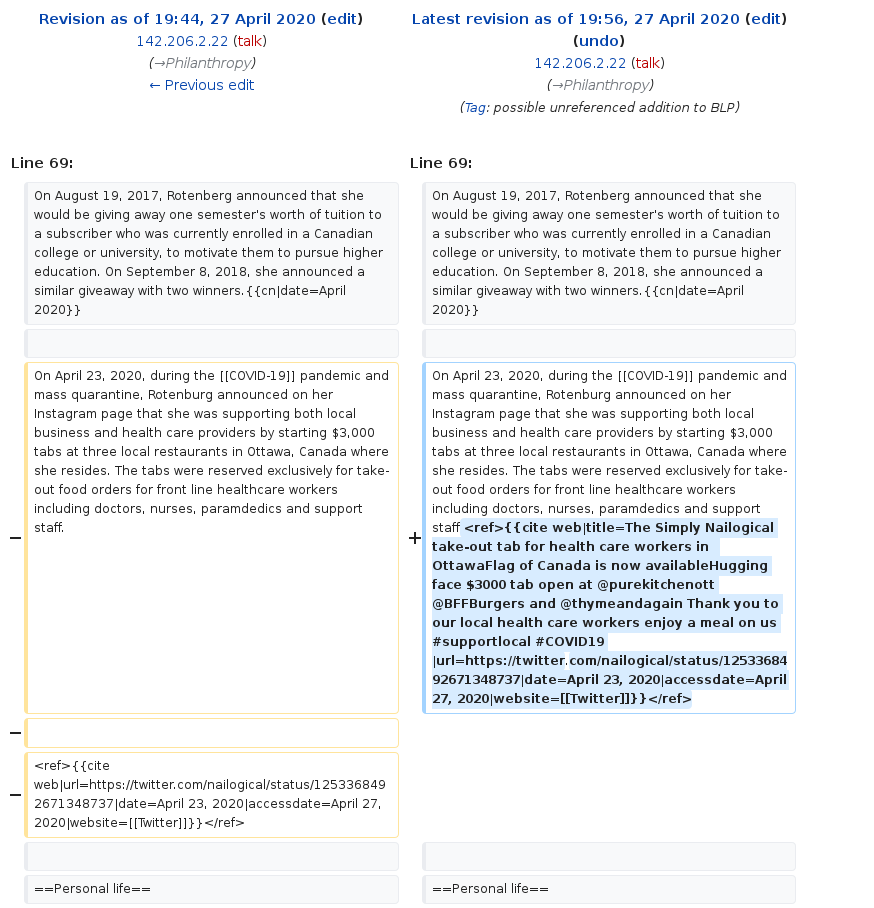 Revision as of 19:44, 27 April 2020 (edit)
142.206.2.22 (talk)
(→Philanthropy)
← Previous edit
Latest revision as of 19:56, 27 April 2020 (edit)
(undo)
142.206.2.22 (talk)
(→Philanthropy)
(Tag: possible unreferenced addition to BLP)
Line 69:
Line 69:
On August 19, 2017, Rotenberg announced that she
would be giving away one semester's worth of tuition to
a subscriber who was currently enrolled in a Canadian
college or university, to motivate them to pursue higher
education. On September 8, 2018, she announced a
similar giveaway with two winners.{{cn|date=April
2020}}
On August 19, 2017, Rotenberg announced that she
would be giving away one semester's worth of tuition to
a subscriber who was currently enrolled in a Canadian
college or university, to motivate them to pursue higher
education. On September 8, 2018, she announced a
similar giveaway with two winners.{{cn|date=April
2020}}
−
On April 23, 2020, during the [[COVID-19]] pandemic and
mass quarantine, Rotenburg announced on her
Instagram page that she was supporting both local
business and health care providers by starting $3,000
tabs at three local restaurants in Ottawa, Canada where
she resides. The tabs were reserved exclusively for take-
out food orders for front line healthcare workers
including doctors, nurses, paramdedics and support
staff.
+
On April 23, 2020, during the [[COVID-19]] pandemic and
mass quarantine, Rotenburg announced on her
Instagram page that she was supporting both local
business and health care providers by starting $3,000
tabs at three local restaurants in Ottawa, Canada where
she resides. The tabs were reserved exclusively for take-
out food orders for front line healthcare workers
including doctors, nurses, paramdedics and support
staff <ref>{{cite web|title=The Simply Nailogical
take-out tab for health care workers in
OttawaFlag of Canada is now availableHugging
face $3000 tab open at @purekitchenott
@BFFBurgers and @thymeandagain Thank you to
our local health care workers enjoy a meal on us
#supportlocal #COVID19
|url=https://twitter.com/nailogical/status/12533684
92671348737|date=April 23, 2020|accessdate=April
27, 2020|website=[[Twitter]]}}</ref>
−
−
<ref>{{cite
web|url=https://twitter.com/nailogical/status/125336849
2671348737|date=April 23, 2020|accessdate=April 27,
2020|website=[[Twitter]]}}</ref>
==Personal life==
==Personal life==